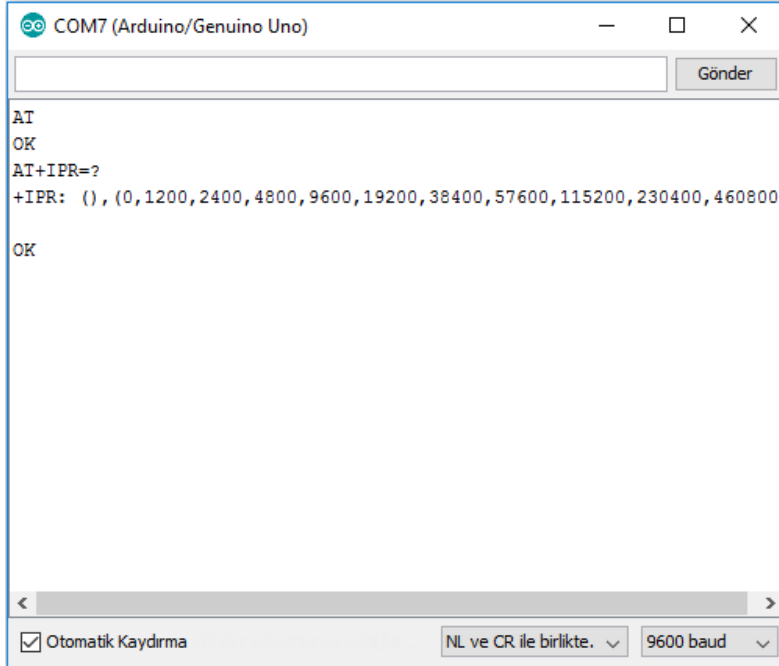 COM7 (Arduino/Genuino Uno)
Gönder
AT
OK
AT+IPR=?
+IPR: (),(0,1200,2400,4800,9600,19200,38400,57600,115200,230400,460800
OK
Otomatik Kaydırma
NL ve CR ile birlikte.
9600 baud